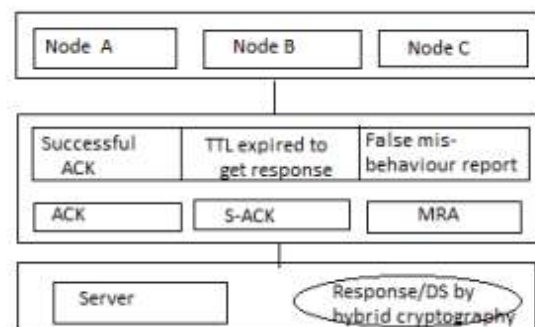 Node A
Node B
Node C
Successful
ACK
TTL expired to
get response
False mis-
behaviour report
ACK
S-ACK
MRA
Server
Response/DS by
hybrid cryptography